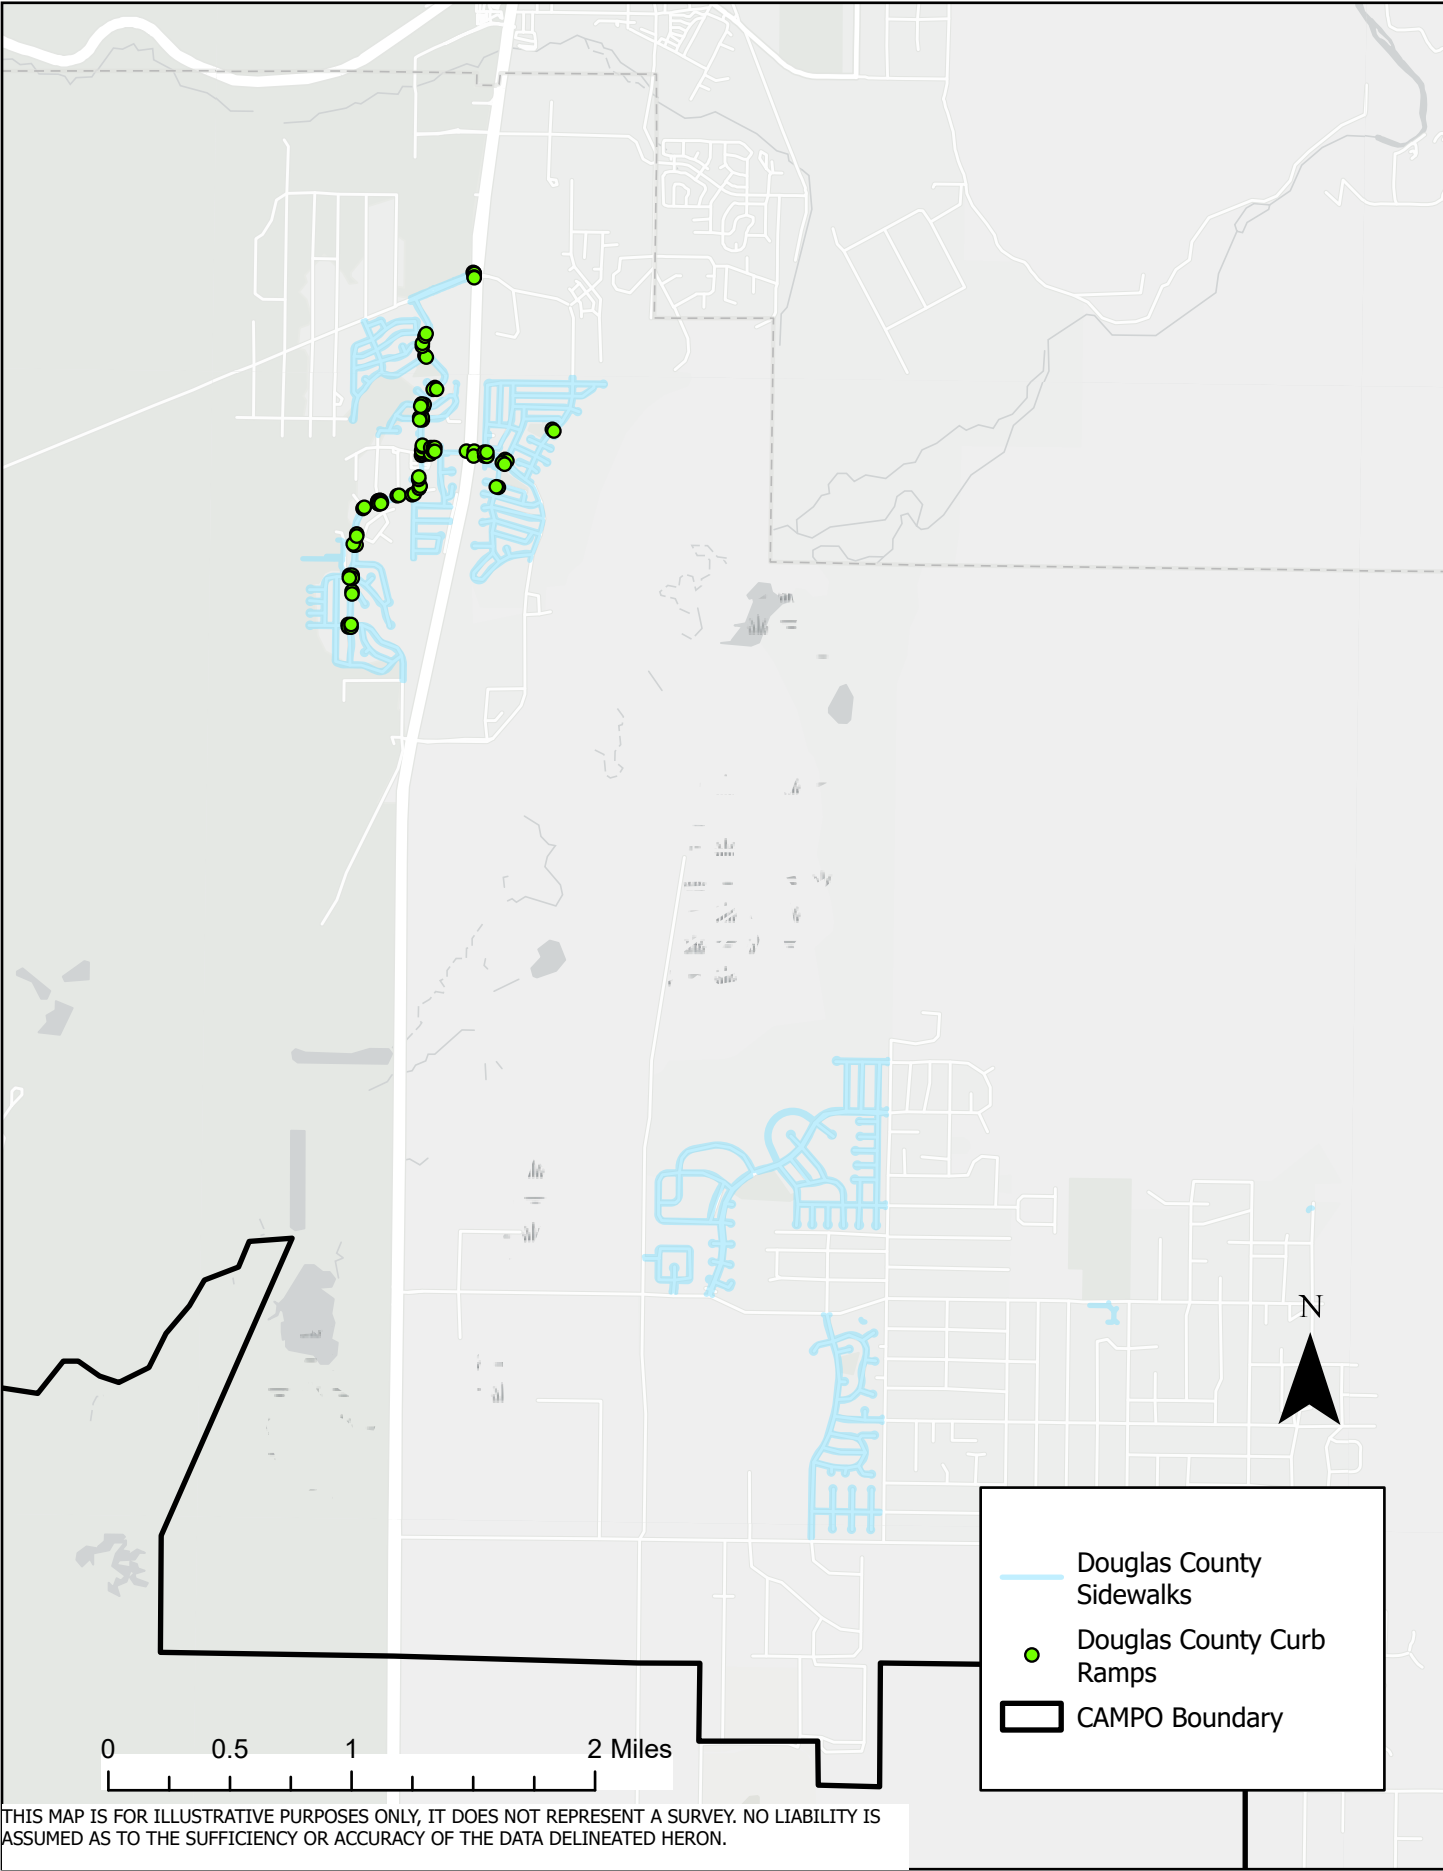 N
Douglas County
Sidewalks
Douglas County Curb
Ramps
CAMPO Boundary
0 0.5 1 2 Miles
THIS MAP IS FOR ILLUSTRATIVE PURPOSES ONLY, IT DOES NOT REPRESENT A SURVEY. NO LIABILITY IS
ASSUMED AS TO THE SUFFICIENCY OR ACCURACY OF THE DATA DELINEATED HERON.